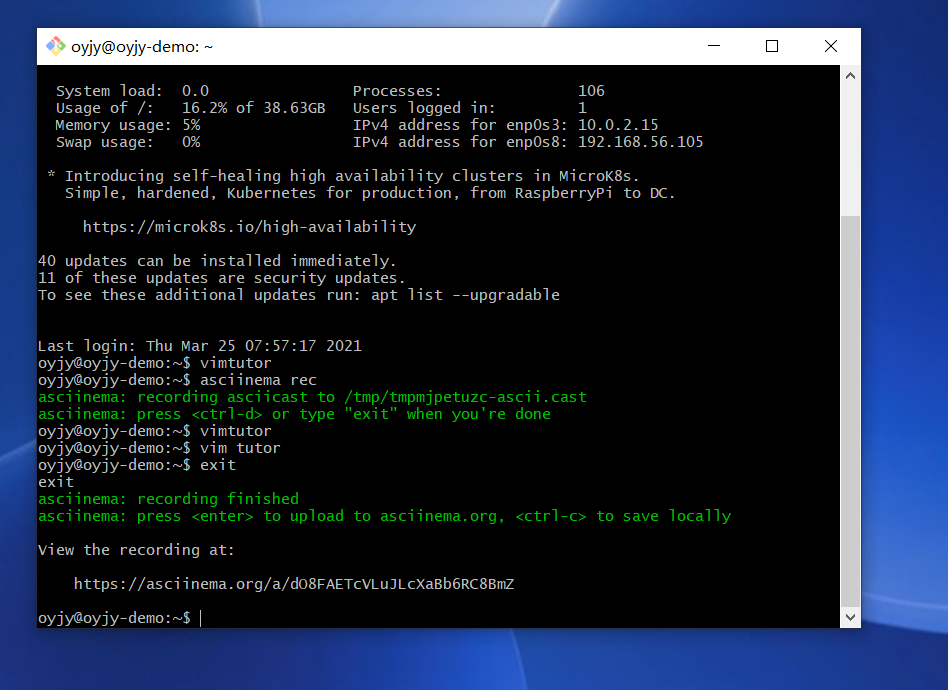 oyjy@oyjy-demo: ~
System load:  0.0                Processes:               106
Usage of /:   16.2% of 38.63GB   Users logged in:         1
Memory usage: 5%                 IPv4 address for enp0s3: 10.0.2.15
Swap usage:   0%                 IPv4 address for enp0s8: 192.168.56.105
* Introducing self-healing high availability clusters in MicroK8s.
Simple, hardened, Kubernetes for production, from RaspberryPi to DC.
https://microk8s.io/high-availability
40 updates can be installed immediately.
11 of these updates are security updates.
To see these additional updates run: apt list --upgradable
Last login: Thu Mar 25 07:57:17 2021
oyjy@oyjy-demo:~$ vimtutor
oyjy@oyjy-demo:~$ asciinema rec
asciinema: recording asciicast to /tmp/tmpmjpetuzc-ascii.cast
asciinema: press <ctrl-d> or type "exit" when you're done
oyjy@oyjy-demo:~$ vimtutor
oyjy@oyjy-demo:~$ vim tutor
oyjy@oyjy-demo:~$ exit
exit
asciinema: recording finished
asciinema: press <enter> to upload to asciinema.org, <ctrl-c> to save locally
View the recording at:
https://asciinema.org/a/dO8FAETcVLuJLcXaBb6RC8BmZ
oyjy@oyjy-demo:~$